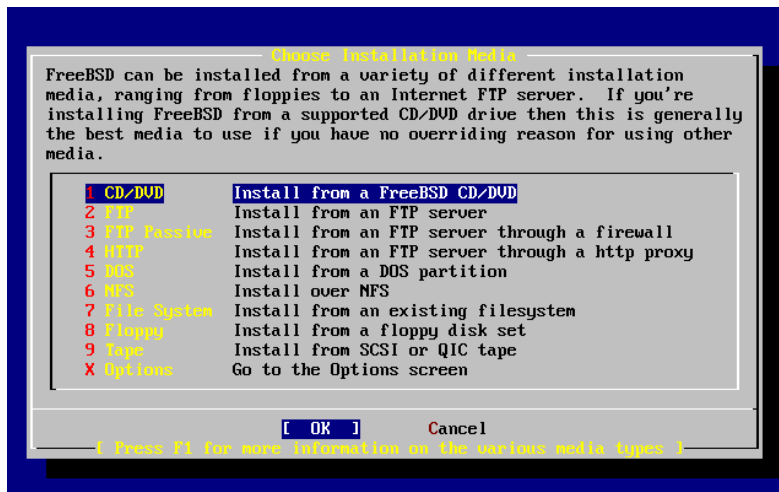 Choose Installation Media
FreeBSD can be installed from a variety of different installation
media, ranging from floppies to an Internet FTP server.  If you're
installing FreeBSD from a supported CD/DVD drive then this is generally
the best media to use if you have no overriding reason for using other
media.
1 CD/DVD Install from a FreeBSD CD/DVD
2 FTP Install from an FTP server
3 FTP Passive Install from an FTP server through a firewall
4 HTTP Install from an FTP server through a http proxy
5 DOS Install from a DOS partition
6 NFS Install over NFS
7 File System Install from an existing filesystem
8 Floppy Install from a floppy disk set
9 Tape Install from SCSI or QIC tape
X Options Go to the Options screen
[ OK ] Cancel
[ Press F1 for more information on the various media types ]